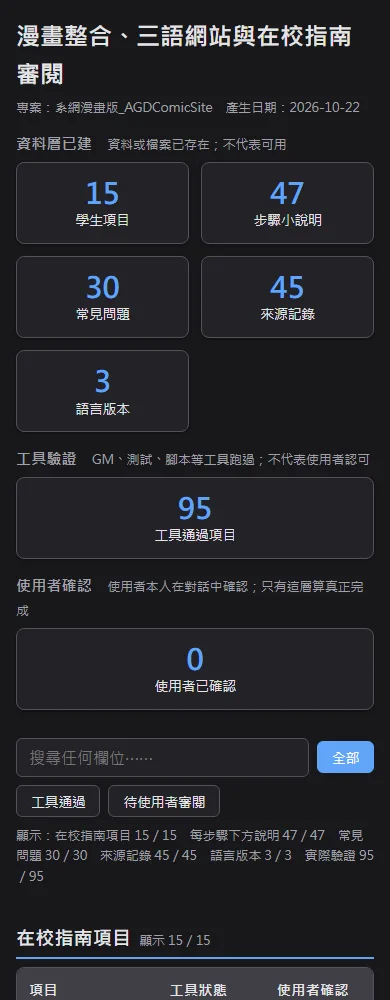 漫畫整合、三語網站與在校指南
審閱
專案：系網漫畫版_AGDComicSite 產生日期：2026-10-22
資料層已建 資料或檔案已存在；不代表可用
15
學生項目
47
步驟小說明
30
常見問題
45
來源記錄
3
語言版本
工具驗證 GM、測試、腳本等工具跑過；不代表使用者認可
95
工具通過項目
使用者確認 使用者本人在對話中確認；只有這層算真正完
成
0
使用者已確認
搜尋任何欄位⋯⋯
全部
工具通過 待使用者審閱
顯示：在校指南項目 15 / 15 每步驟下方說明 47 / 47 常見
問題 30 / 30 來源記錄 45 / 45 語言版本 3 / 3 實際驗證 95
/ 95
在校指南項目 顯示 15 / 15
項目 工具狀態 使用者確認